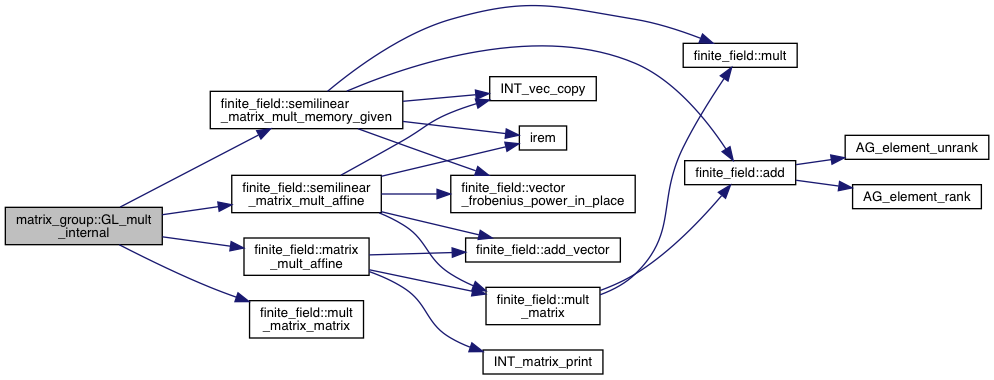 matrix_group::GL_mult
_internal
finite_field::semilinear
_matrix_mult_memory_given
finite_field::semilinear
_matrix_mult_affine
finite_field::matrix
_mult_affine
finite_field::mult
_matrix_matrix
INT_vec_copy
irem
finite_field::vector
_frobenius_power_in_place
finite_field::add_vector
finite_field::mult
_matrix
INT_matrix_print
finite_field::mult
finite_field::add
AG_element_unrank
AG_element_rank